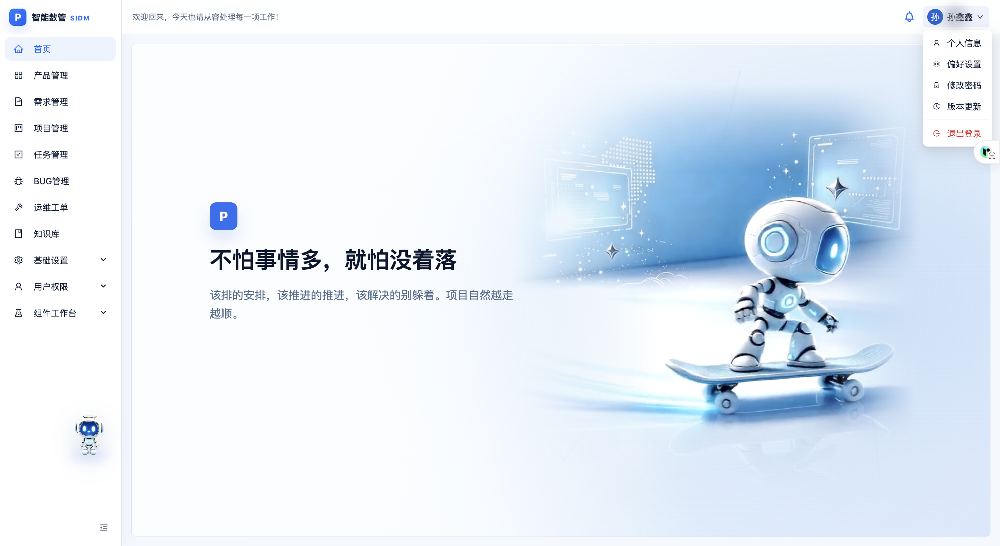 P 智能数管 SIDM
欢迎回来，今天也请从容处理每一项工作！
孙 孙鑫鑫
首页
产品管理
需求管理
项目管理
任务管理
BUG管理
运维工单
知识库
基础设置
用户权限
组件工作台
P
不怕事情多，就怕没着落
该排的安排，该推进的推进，该解决的别躲着。项目自然越走
越顺。
个人信息
偏好设置
修改密码
版本更新
退出登录